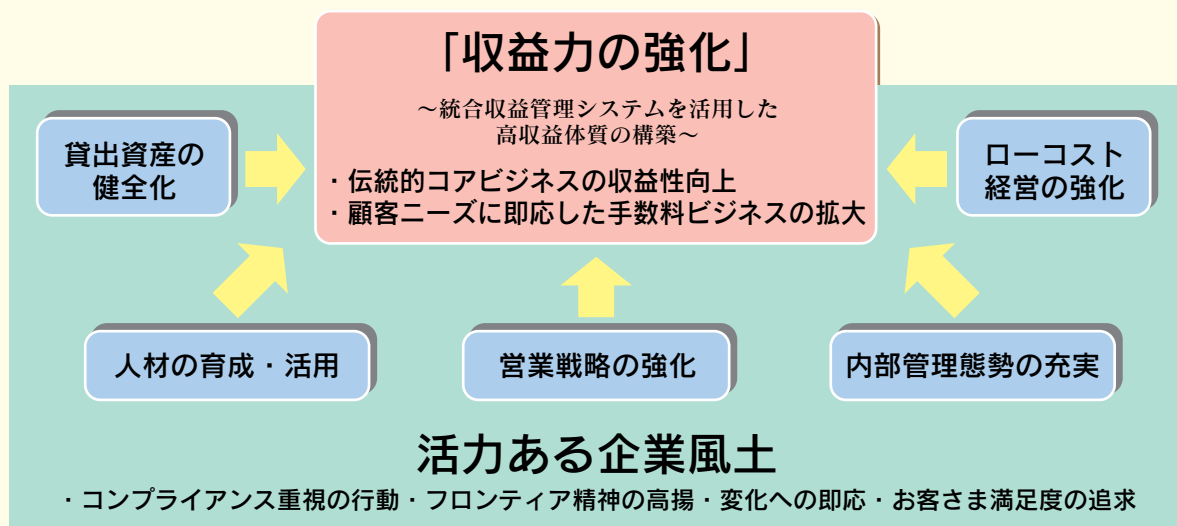 「収益力の強化」
～統合収益管理システムを活用した
高収益体質の構築～
・伝統的コアビジネスの収益性向上
・顧客ニーズに即応した手数料ビジネスの拡大
貸出資産の
健全化
ローコスト
経営の強化
人材の育成・活用
営業戦略の強化
内部管理態勢の充実
活力ある企業風土
・コンプライアンス重視の行動・フロンティア精神の高揚・変化への即応・お客さま満足度の追求